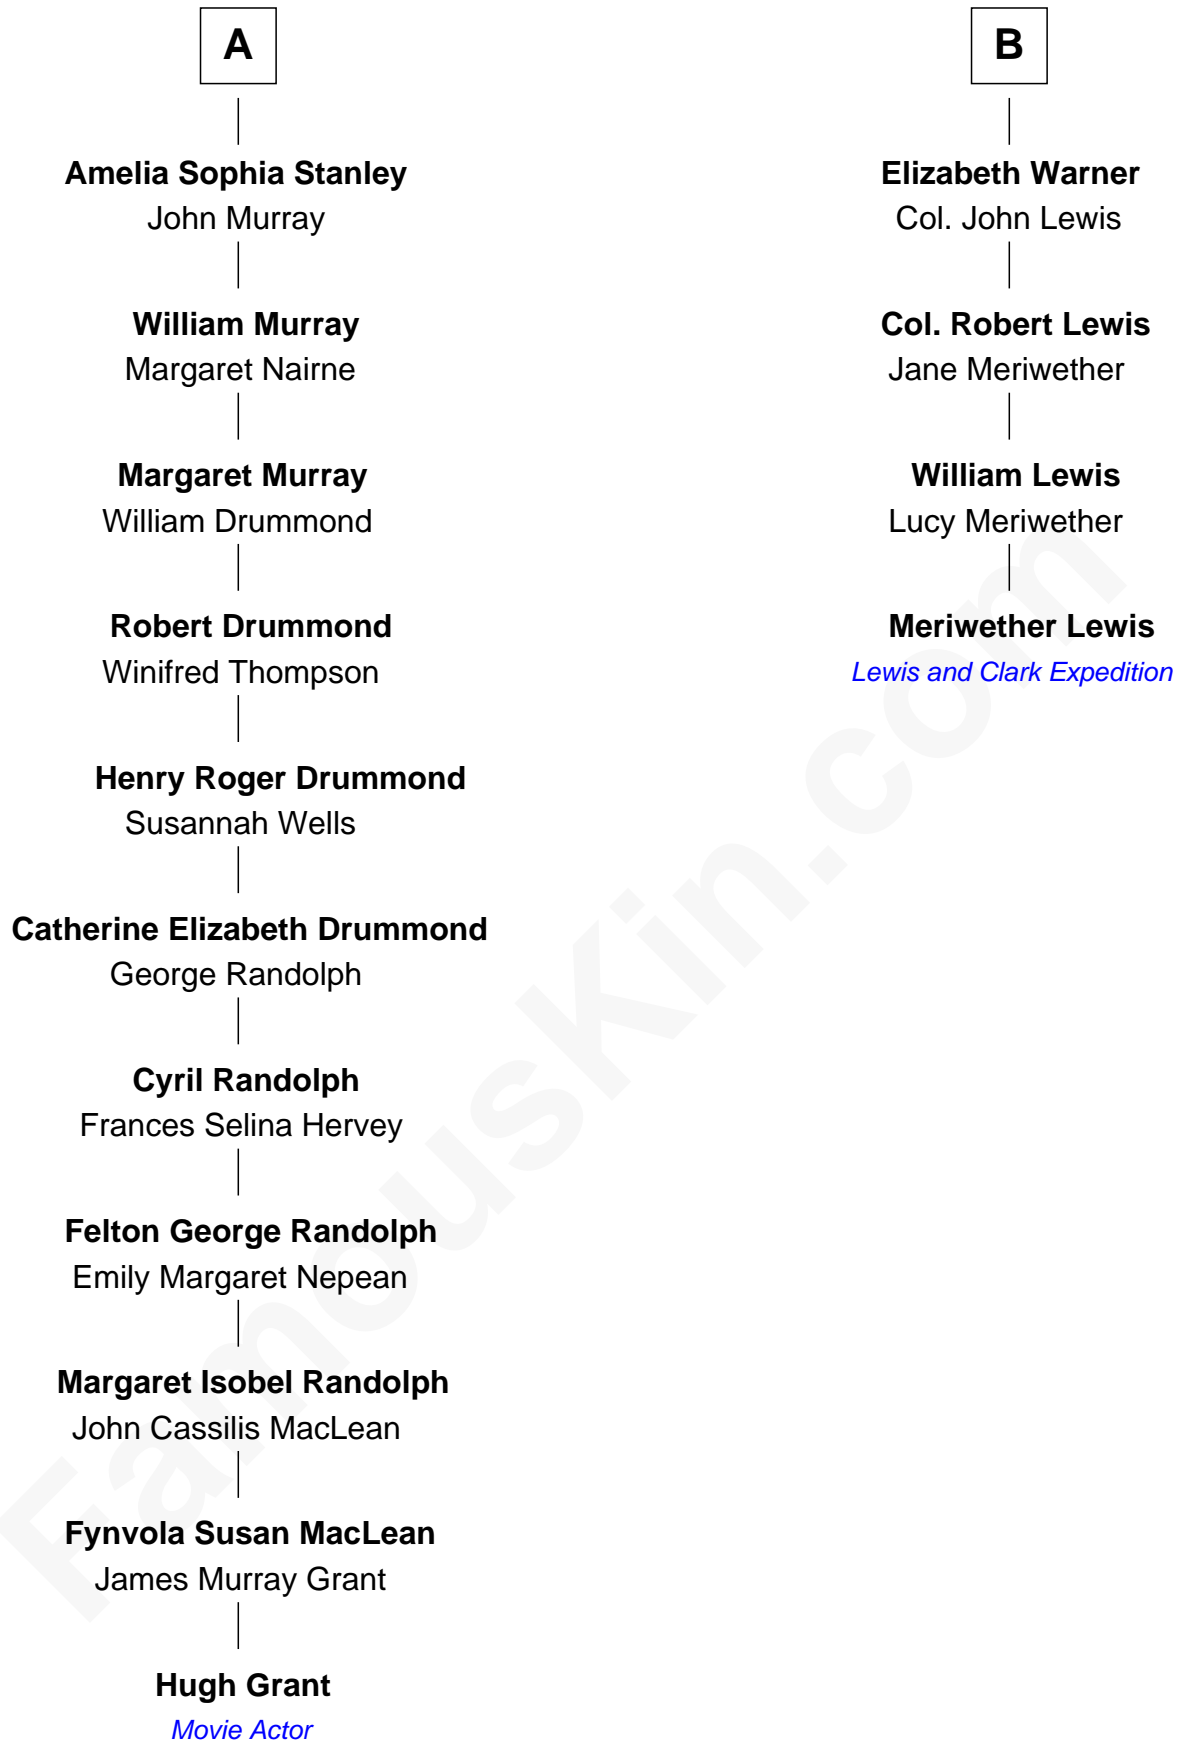 A
Amelia Sophia Stanley
John Murray
William Murray
Margaret Nairne
Margaret Murray
William Drummond
Robert Drummond
Winifred Thompson
Henry Roger Drummond
Susannah Wells
Catherine Elizabeth Drummond
George Randolph
Cyril Randolph
Frances Selina Hervey
Felton George Randolph
Emily Margaret Nepean
Margaret Isobel Randolph
John Cassilis MacLean
Fynvola Susan MacLean
James Murray Grant
Hugh Grant
Movie Actor
B
Elizabeth Warner
Col. John Lewis
Col. Robert Lewis
Jane Meriwether
William Lewis
Lucy Meriwether
Meriwether Lewis
Lewis and Clark Expedition
FamousKin.com